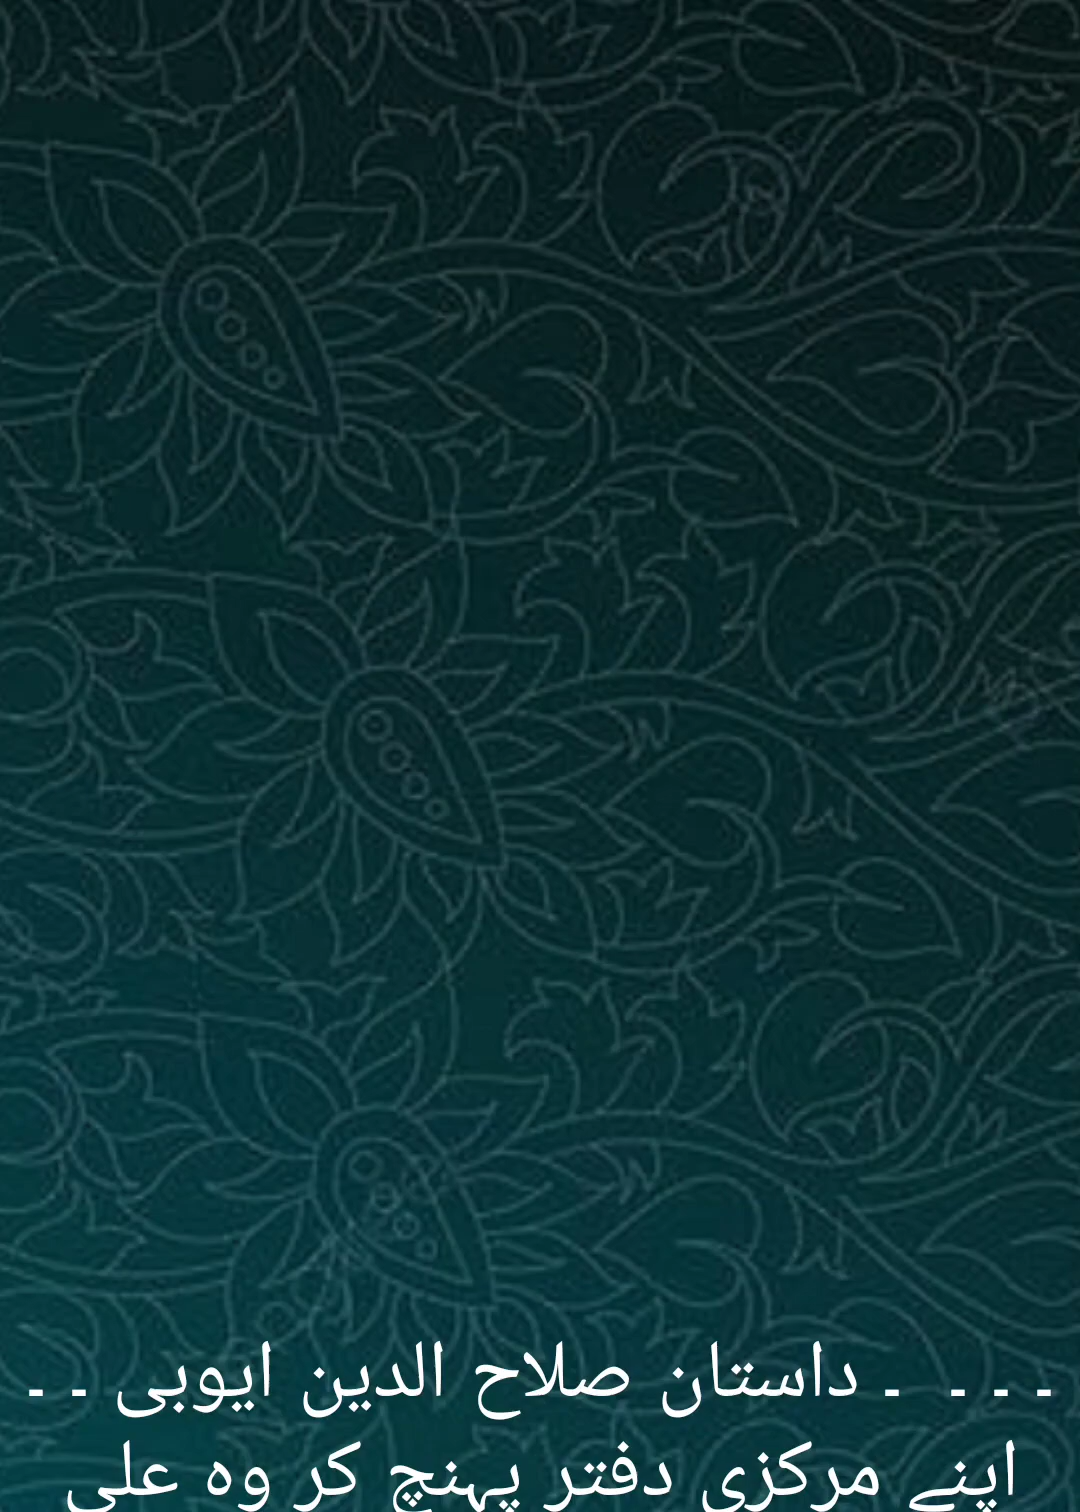 ۔ ۔ ۔ ۔ داستان صلاح الدین ایوبی ۔ ۔
اپنے مرکزی دفتر پہنچ کر وہ علی